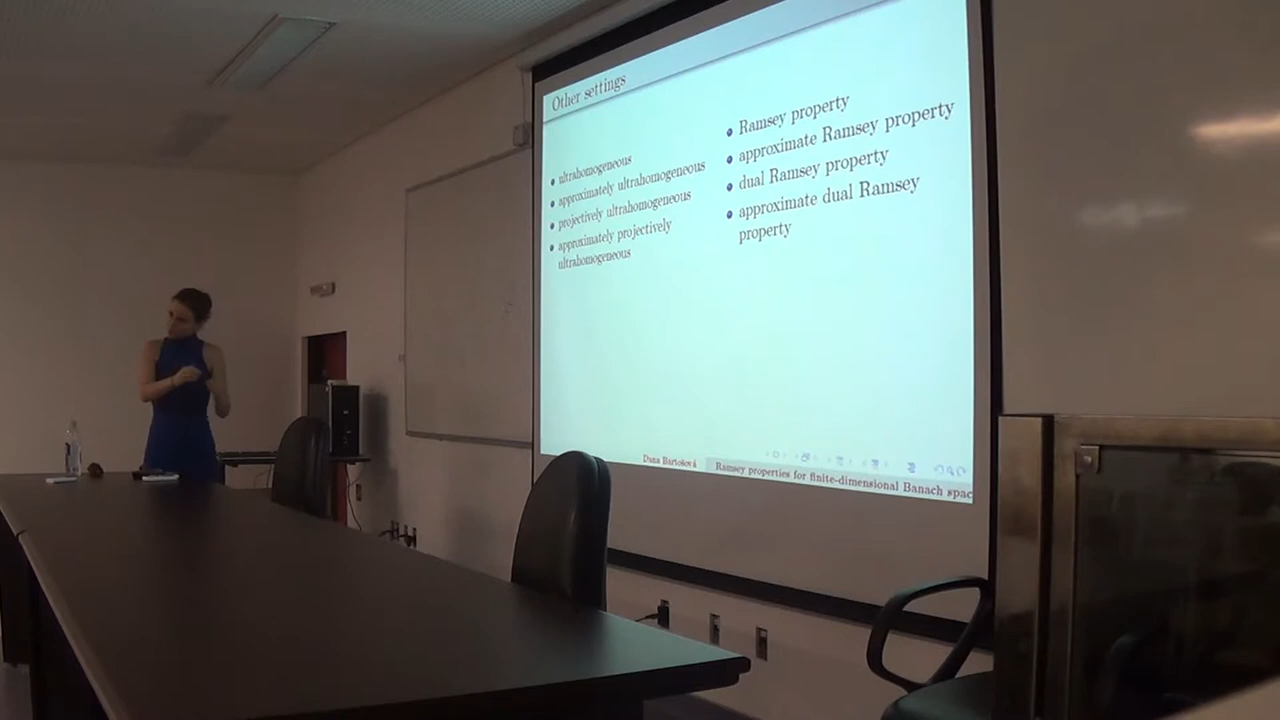 Other settings
ultrahomogeneous
approximately ultrahomogeneous
projectively ultrahomogeneous
approximately projectively
ultrahomogeneous
Ramsey property
approximate Ramsey property
dual Ramsey property
approximate dual Ramsey
property
Dana Bartošová
Ramsey properties for finite-dimensional Banach spac